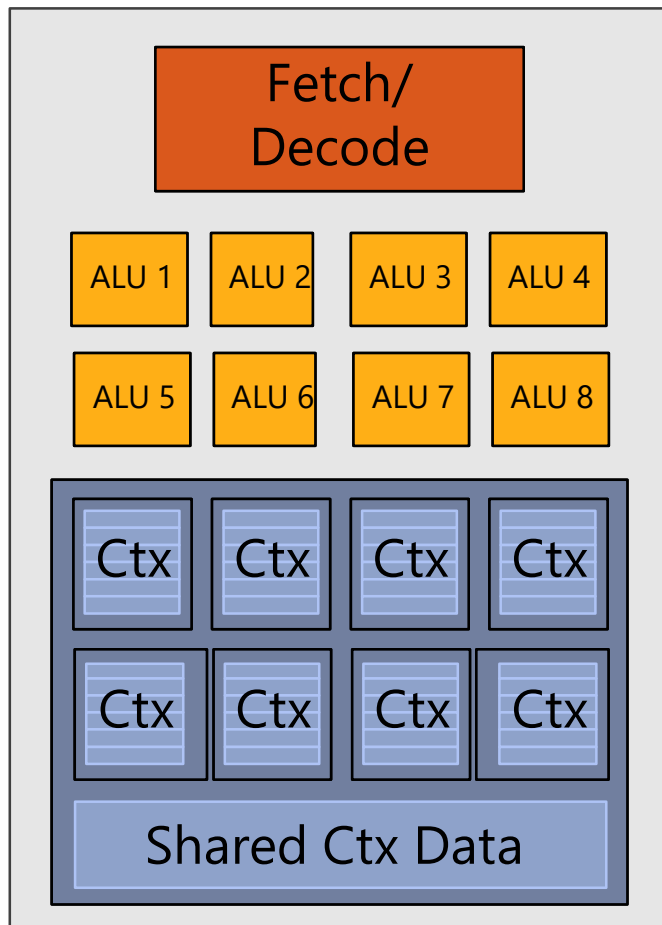 Fetch/
Decode
ALU 1 ALU 2 ALU 3 ALU 4
ALU 5 ALU 6 ALU 7 ALU 8
Ctx Ctx Ctx Ctx
Ctx Ctx Ctx Ctx
Shared Ctx Data